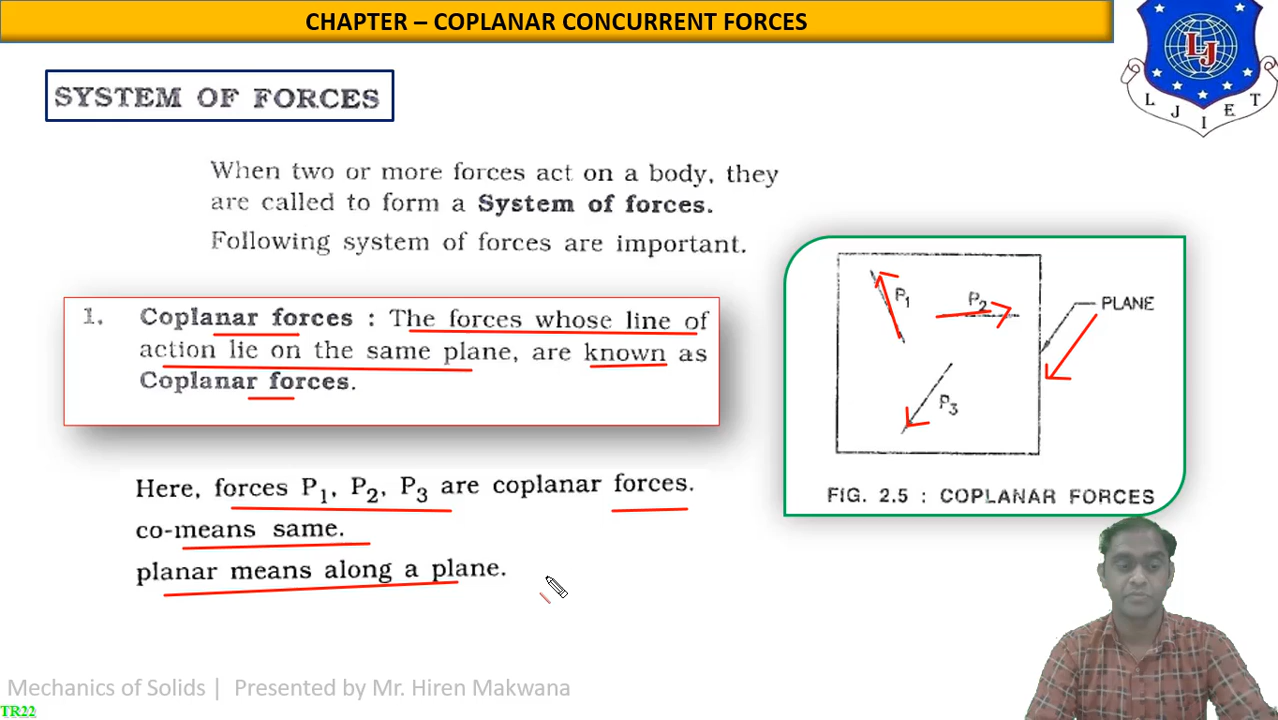 CHAPTER – COPLANAR CONCURRENT FORCES
LJ
L J I E T
SYSTEM OF FORCES
When two or more forces act on a body, they
are called to form a System of forces.
Following system of forces are important.
1. Coplanar forces : The forces whose line of
action lie on the same plane, are known as
Coplanar forces.
P1
P2
PLANE
P3
FIG. 2.5 : COPLANAR FORCES
Here, forces P1, P2, P3 are coplanar forces.
co-means same.
planar means along a plane.
Mechanics of Solids | Presented by Mr. Hiren Makwana
TR22